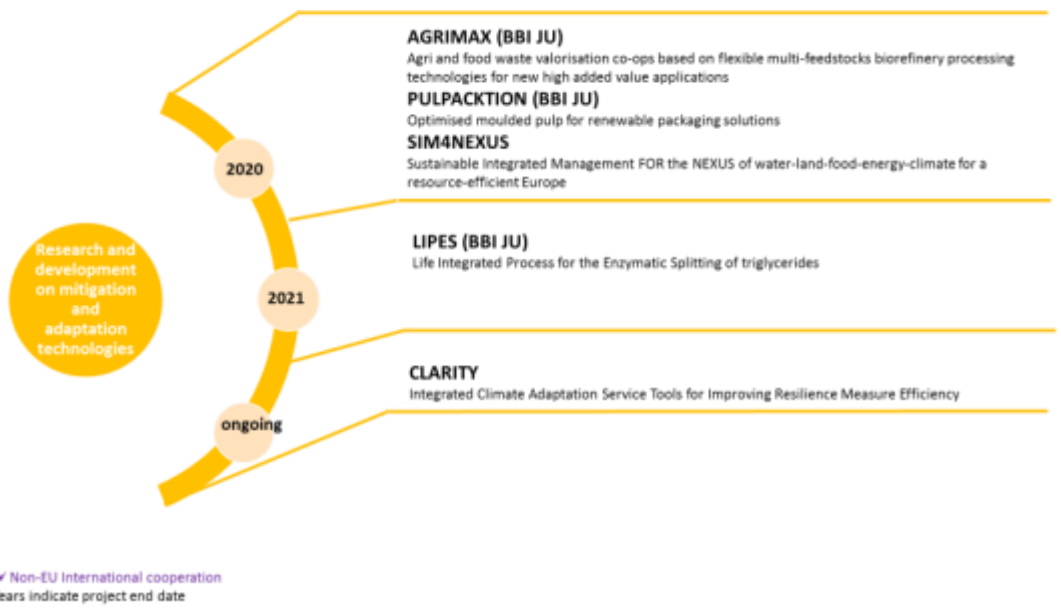 AGRIMAX (BBI JU)
Agri and food waste valorisation co-ops based on flexible multi-feedstocks biorefinery processing
technologies for new high added value applications
PULPACKTION (BBI JU)
Optimised moulded pulp for renewable packaging solutions
SIM4NEXUS
Sustainable Integrated Management FOR the NEXUS of water-land-food-energy-climate for a
resource-efficient Europe
2020
LIPES (BBI JU)
Life Integrated Process for the Enzymatic Splitting of triglycerides
Research and
development
on mitigation
and
adaptation
technologies
2021
CLARITY
Integrated Climate Adaptation Service Tools for Improving Resilience Measure Efficiency
ongoing
✓ Non-EU International cooperation
ears indicate project end date